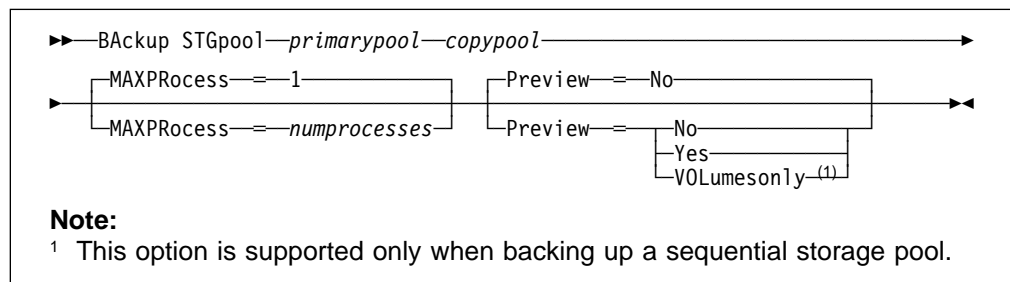 BAckup STGpool primarypool copypool
MAXPRocess = 1 Preview = No
MAXPRocess = numprocesses Preview = No
Yes
VOLumesonly (1)
Note:
1 This option is supported only when backing up a sequential storage pool.